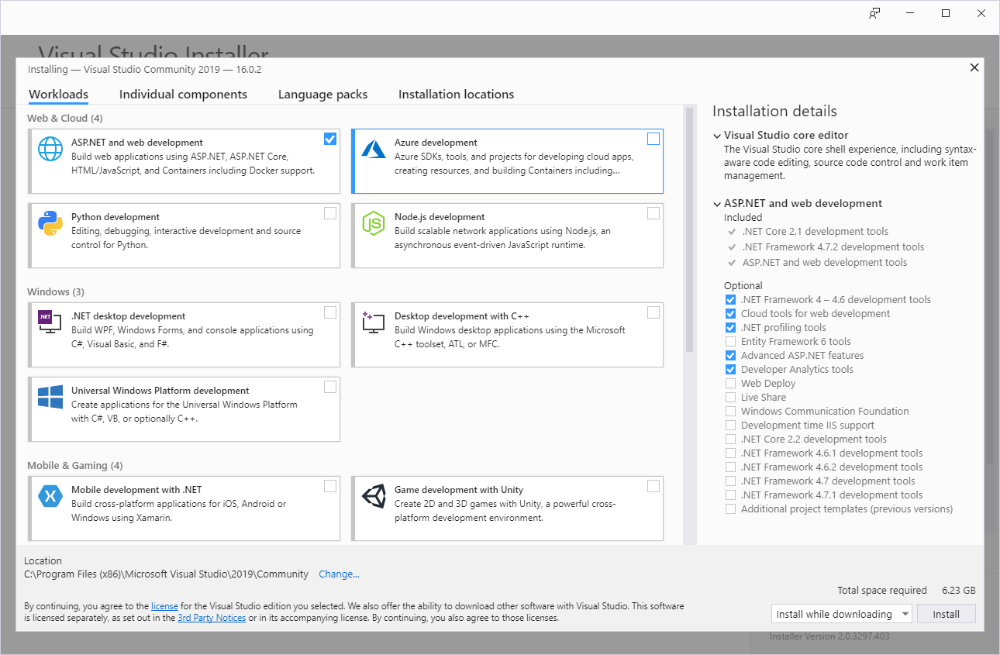 Visual Studio Installer
Installing — Visual Studio Community 2019 — 16.0.2
Workloads
Individual components
Language packs
Installation locations
Web & Cloud (4)
ASP.NET and web development
Build web applications using ASP.NET, ASP.NET Core,
HTML/JavaScript, and Containers including Docker support.
Azure development
Azure SDKs, tools, and projects for developing cloud apps,
creating resources, and building Containers including...
Python development
Editing, debugging, interactive development and source
control for Python.
Node.js development
Build scalable network applications using Node.js, an
asynchronous event-driven JavaScript runtime.
Windows (3)
.NET
.NET desktop development
Build WPF, Windows Forms, and console applications using
C#, Visual Basic, and F#.
Desktop development with C++
Build Windows desktop applications using the Microsoft
C++ toolset, ATL, or MFC.
Universal Windows Platform development
Create applications for the Universal Windows Platform
with C#, VB, or optionally C++.
Mobile & Gaming (4)
Mobile development with .NET
Build cross-platform applications for iOS, Android or
Windows using Xamarin.
Game development with Unity
Create 2D and 3D games with Unity, a powerful cross-
platform development environment.
Installation details
Visual Studio core editor
The Visual Studio core shell experience, including syntax-
aware code editing, source code control and work item
management.
ASP.NET and web development
Included
.NET Core 2.1 development tools
.NET Framework 4.7.2 development tools
ASP.NET and web development tools
Optional
.NET Framework 4 – 4.6 development tools
Cloud tools for web development
.NET profiling tools
Entity Framework 6 tools
Advanced ASP.NET features
Developer Analytics tools
Web Deploy
Live Share
Windows Communication Foundation
Development time IIS support
.NET Core 2.2 development tools
.NET Framework 4.6.1 development tools
.NET Framework 4.6.2 development tools
.NET Framework 4.7 development tools
.NET Framework 4.7.1 development tools
Additional project templates (previous versions)
Location
C:\Program Files (x86)\Microsoft Visual Studio\2019\Community Change...
Total space required 6.23 GB
By continuing, you agree to the license for the Visual Studio edition you selected. We also offer the ability to download other software with Visual Studio. This software
is licensed separately, as set out in the 3rd Party Notices or in its accompanying license. By continuing, you also agree to those licenses.
Install while downloading
Install
Installer Version 2.0.3297.403